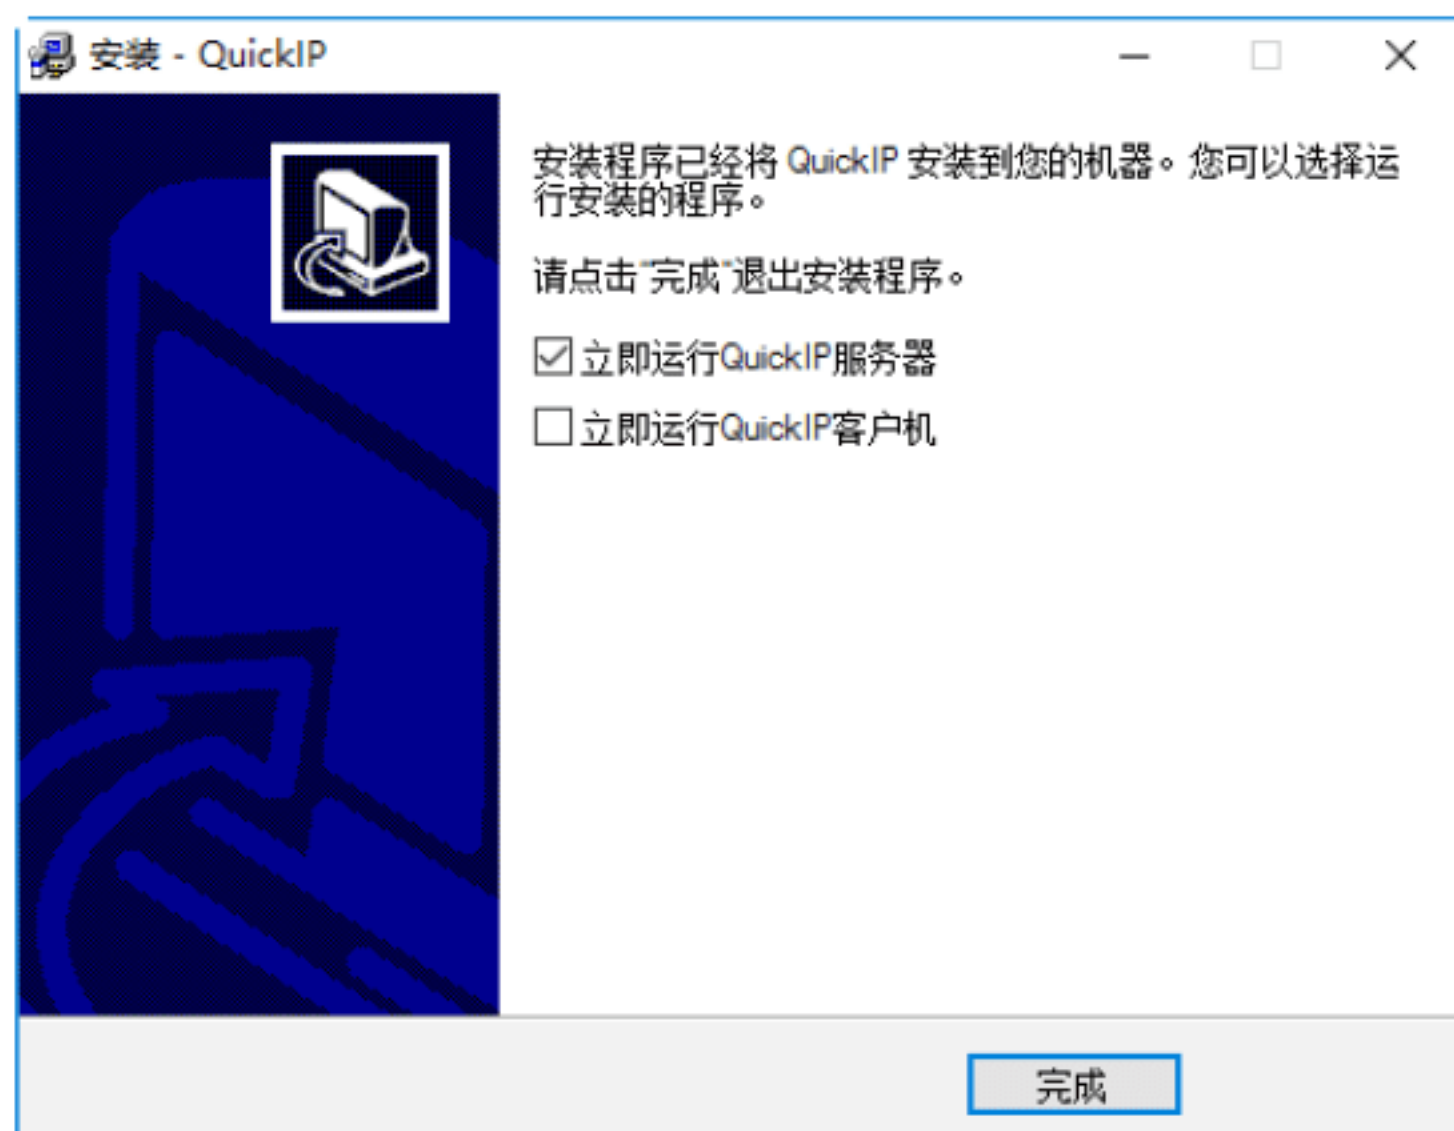 安装 - QuickIP
安装程序已经将 QuickIP 安装到您的机器。您可以选择运
行安装的程序。
请点击"完成"退出安装程序。
立即运行QuickIP服务器
立即运行QuickIP客户机
完成